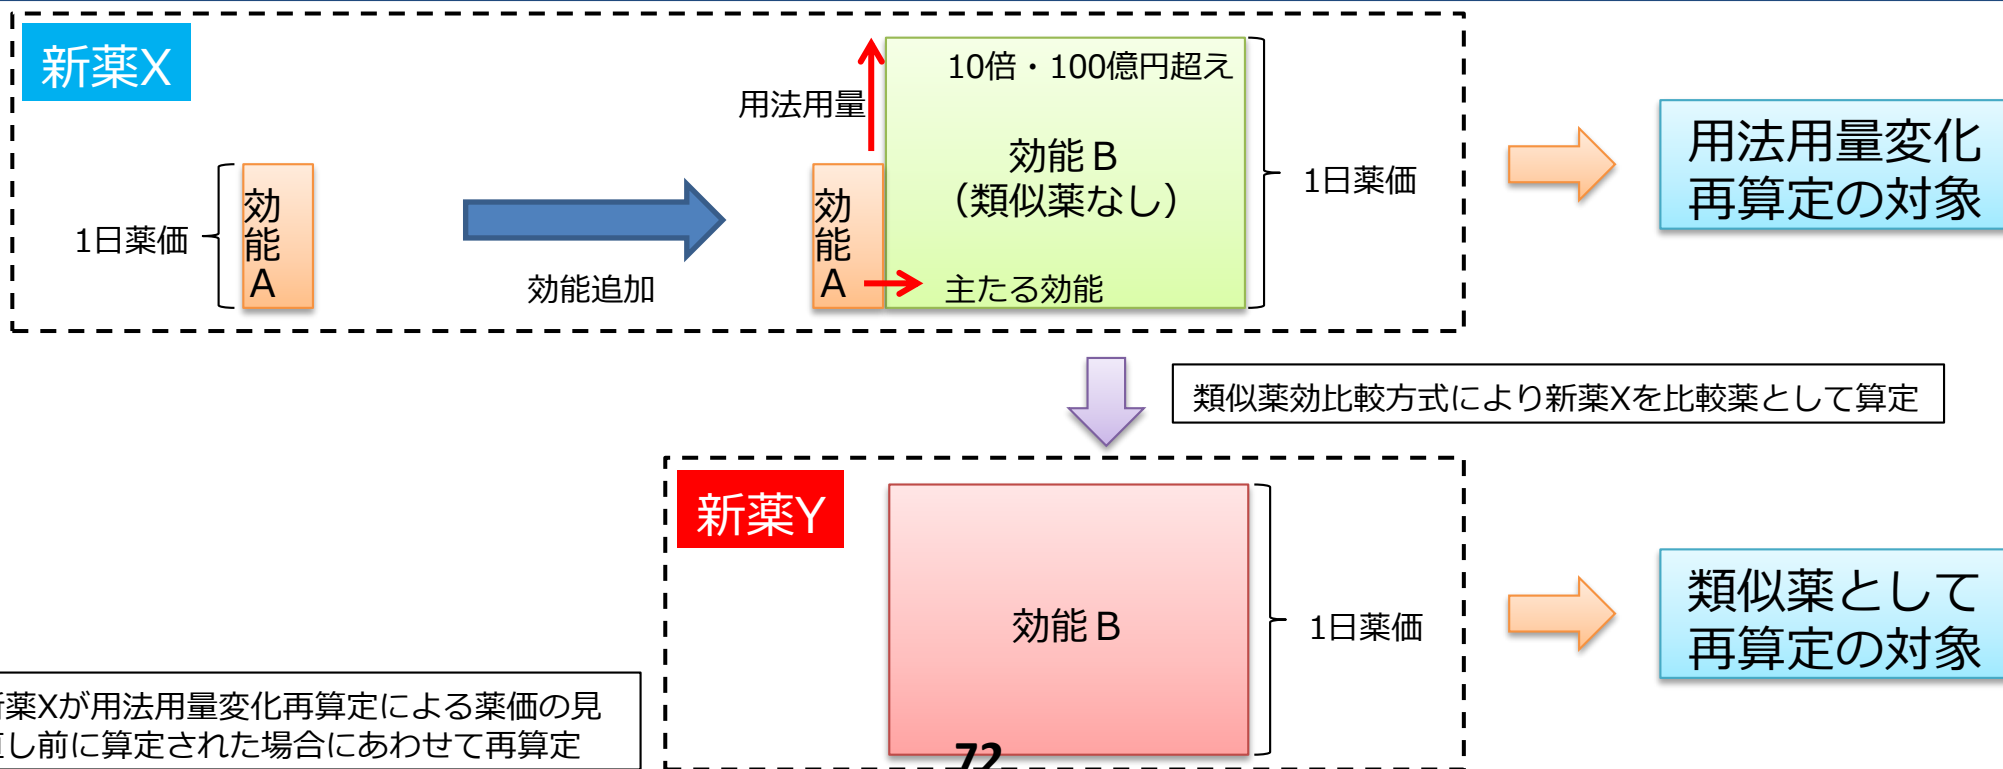 新薬X
10倍・100億円超え
用法用量
効能B
（類似薬なし）
1日薬価
効能A
1日薬価
効能追加
効能A
主たる効能
用法用量変化
再算定の対象
類似薬効比較方式により新薬Xを比較薬として算定
新薬Y
効能B
1日薬価
類似薬として
再算定の対象
薬Xが用法用量変化再算定による薬価の見
し前に算定された場合にあわせて再算定
72